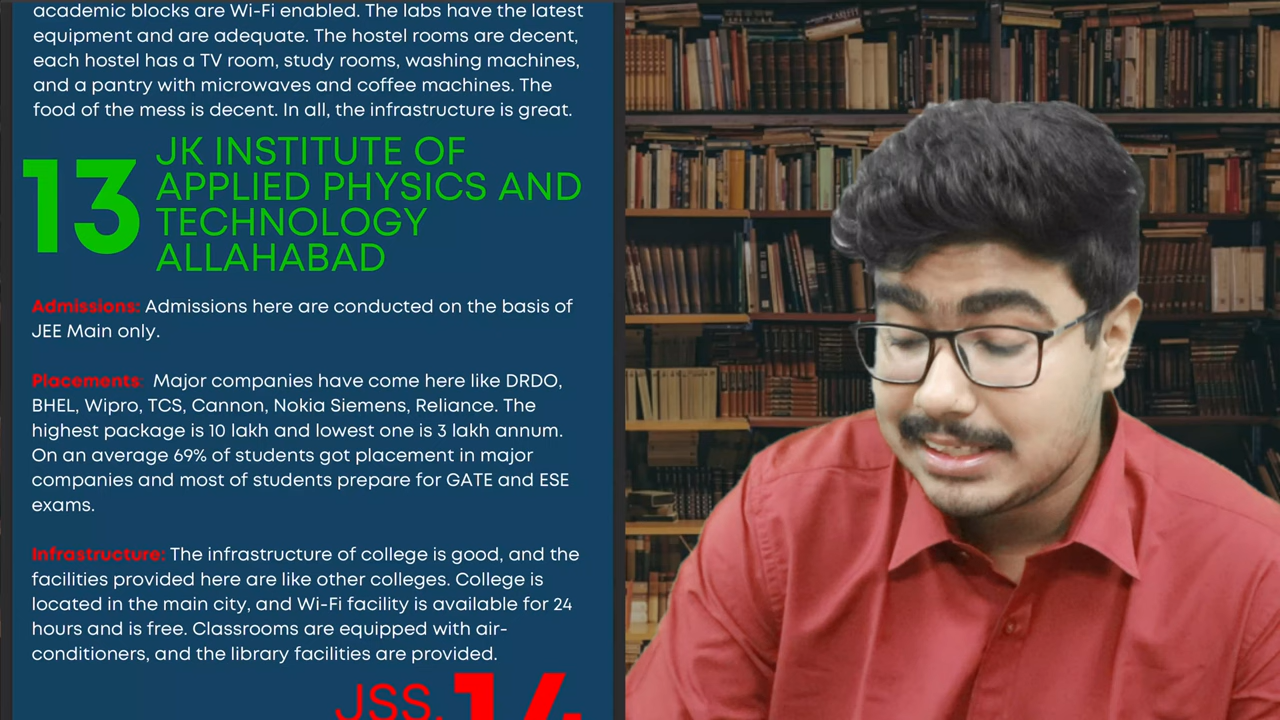 academic blocks are Wi-Fi enabled. The labs have the latest
equipment and are adequate. The hostel rooms are decent,
each hostel has a TV room, study rooms, washing machines,
and a pantry with microwaves and coffee machines. The
food of the mess is decent. In all, the infrastructure is great.
13
JK INSTITUTE OF
APPLIED PHYSICS AND
TECHNOLOGY
ALLAHABAD
Admissions: Admissions here are conducted on the basis of
JEE Main only.
Placements: Major companies have come here like DRDO,
BHEL, Wipro, TCS, Cannon, Nokia Siemens, Reliance. The
highest package is 10 lakh and lowest one is 3 lakh annum.
On an average 69% of students got placement in major
companies and most of students prepare for GATE and ESE
exams.
Infrastructure: The infrastructure of college is good, and the
facilities provided here are like other colleges. College is
located in the main city, and Wi-Fi facility is available for 24
hours and is free. Classrooms are equipped with air-
conditioners, and the library facilities are provided.
JSS, 14